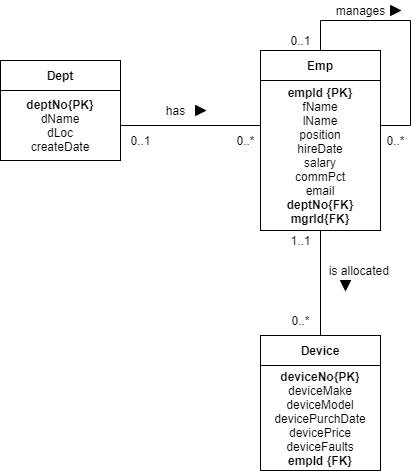 manages
0..1
Dept
deptNo{PK}
dName
dLoc
createDate
has
0..1
0..*
Emp
empId {PK}
fName
lName
position
hireDate
salary
commPct
email
deptNo{FK}
mgrId{FK}
0..*
1..1
is allocated
0..*
Device
deviceNo{PK}
deviceMake
deviceModel
devicePurchDate
devicePrice
deviceFaults
empId {FK}